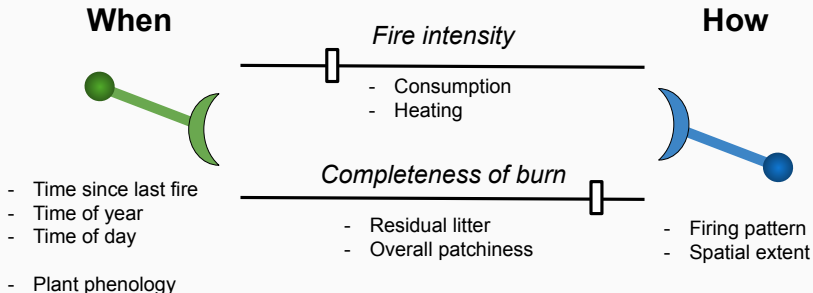 When
- Time since last fire
- Time of year
- Time of day
- Plant phenology
Fire intensity
- Consumption
- Heating
Completeness of burn
- Residual litter
- Overall patchiness
How
- Firing pattern
- Spatial extent